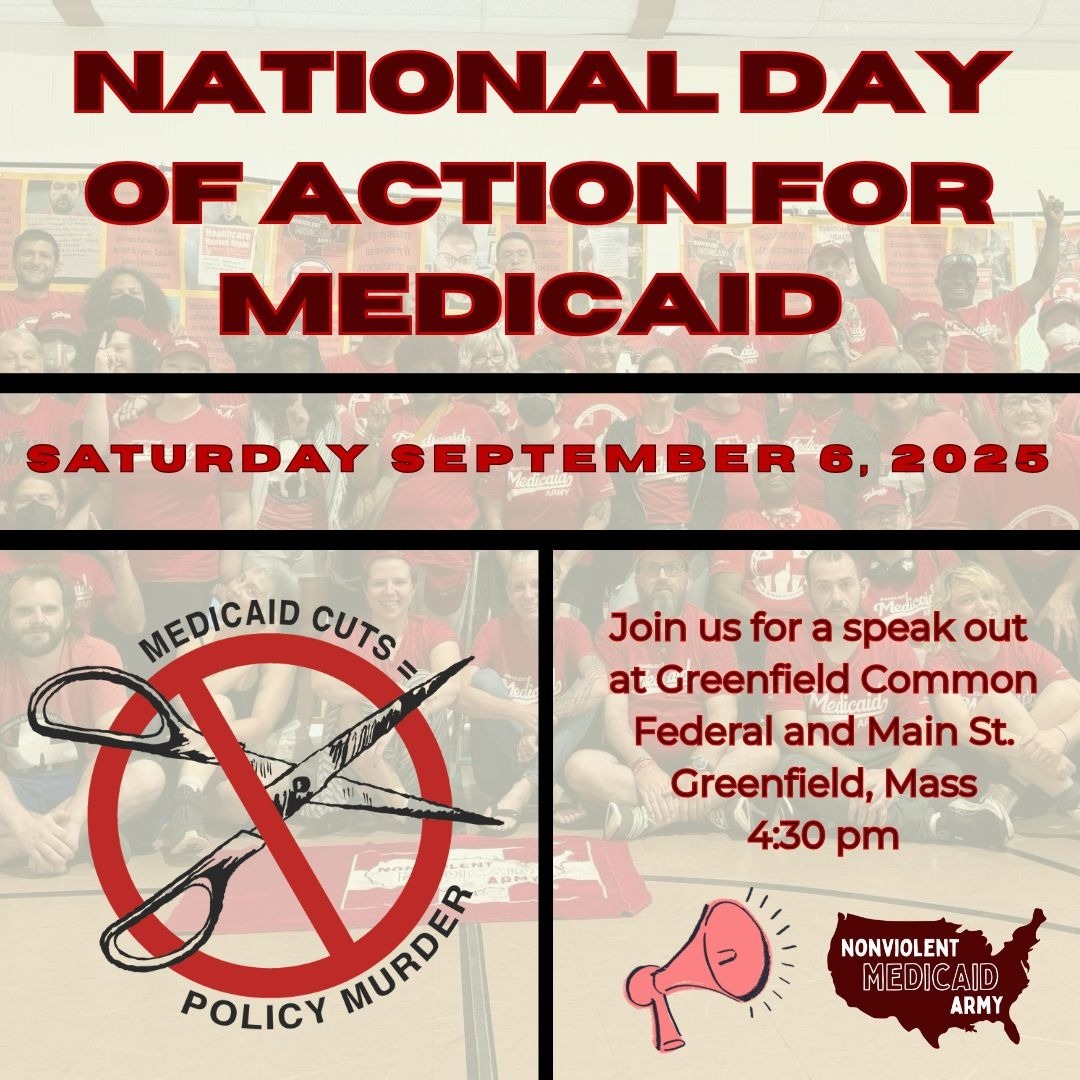 NATIONAL DAY
OF ACTION FOR
MEDICAID
SATURDAY SEPTEMBER 6, 2025
MEDICAID CUTS =
POLICY MURDER
Join us for a speak out
at Greenfield Common
Federal and Main St.
Greenfield, Mass
4:30 pm
NONVIOLENT
MEDICAID
ARMY